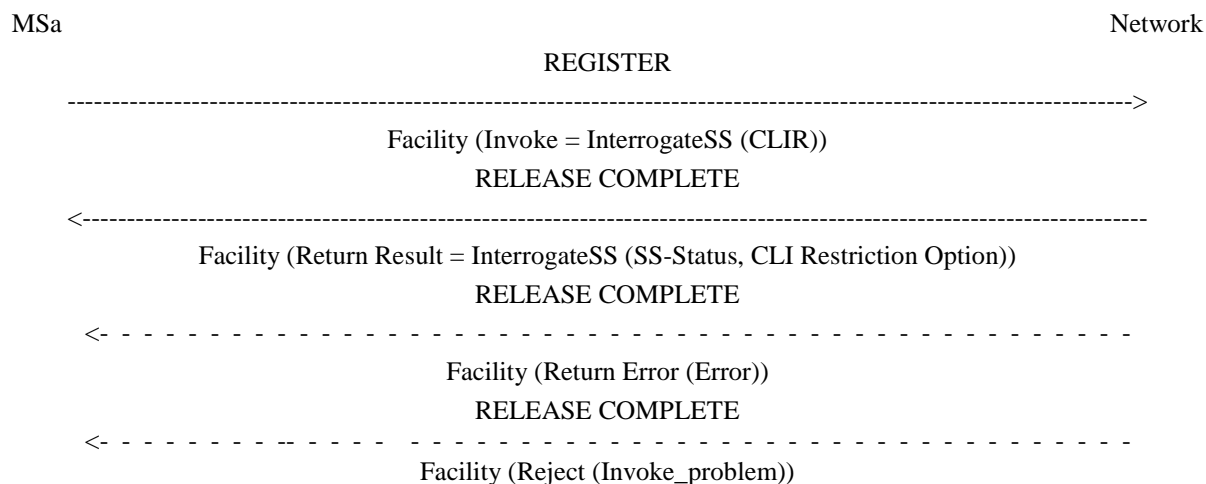 MSa Network
REGISTER
Facility (Invoke = InterrogateSS (CLIR))
RELEASE COMPLETE
Facility (Return Result = InterrogateSS (SS-Status, CLI Restriction Option))
RELEASE COMPLETE
Facility (Return Error (Error))
RELEASE COMPLETE
Facility (Reject (Invoke_problem))